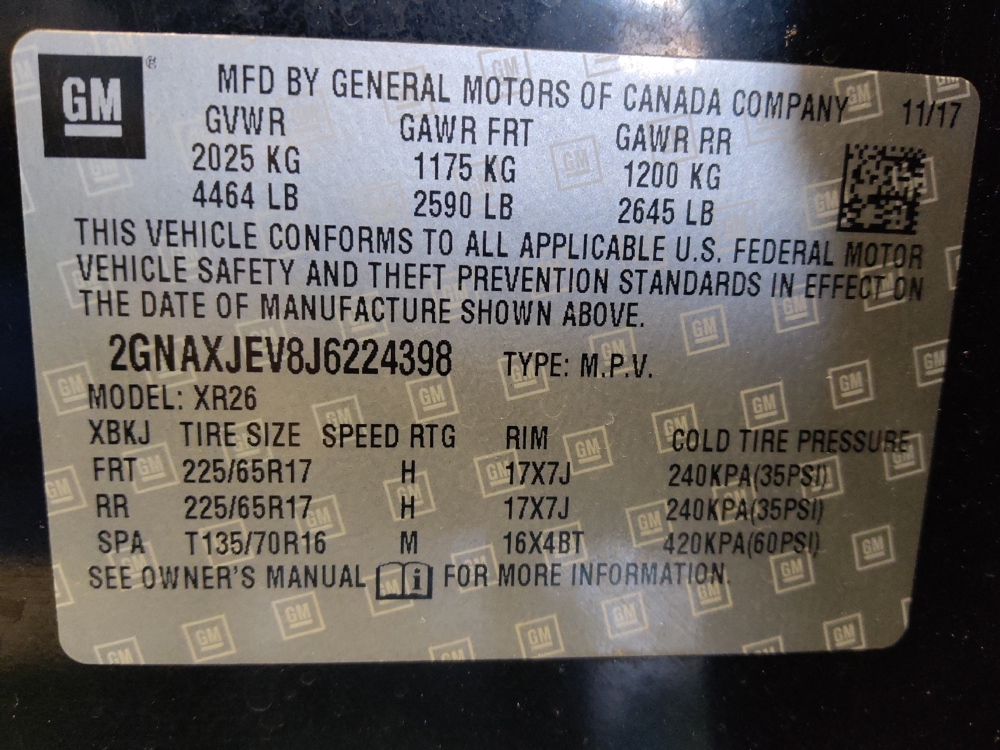 GM ® MFD BY GENERAL MOTORS OF CANADA COMPANY 11/17
GVWR GAWR FRT GAWR RR
2025 KG 1175 KG 1200 KG
4464 LB 2590 LB 2645 LB
THIS VEHICLE CONFORMS TO ALL APPLICABLE U.S. FEDERAL MOTOR
VEHICLE SAFETY AND THEFT PREVENTION STANDARDS IN EFFECT ON
THE DATE OF MANUFACTURE SHOWN ABOVE.
2GNAXJEV8J6224398 TYPE: M.P.V.
MODEL: XR26
XBKJ TIRE SIZE SPEED RTG RIM COLD TIRE PRESSURE
FRT 225/65R17 H 17X7J 240KPA(35PSI)
RR 225/65R17 H 17X7J 240KPA(35PSI)
SPA T135/70R16 M 16X4BT 420KPA(60PSI)
SEE OWNER'S MANUAL i FOR MORE INFORMATION.